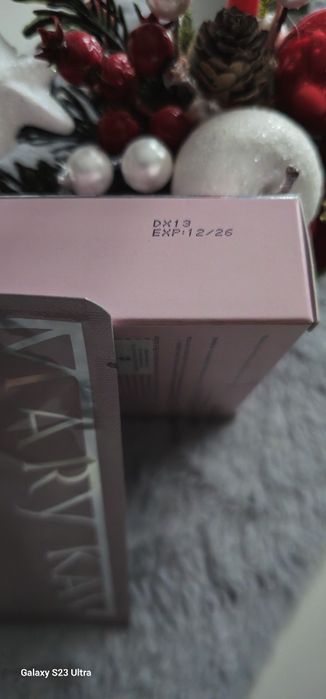 DX13
EXP:12/26
MARY KAY
Galaxy S23 Ultra